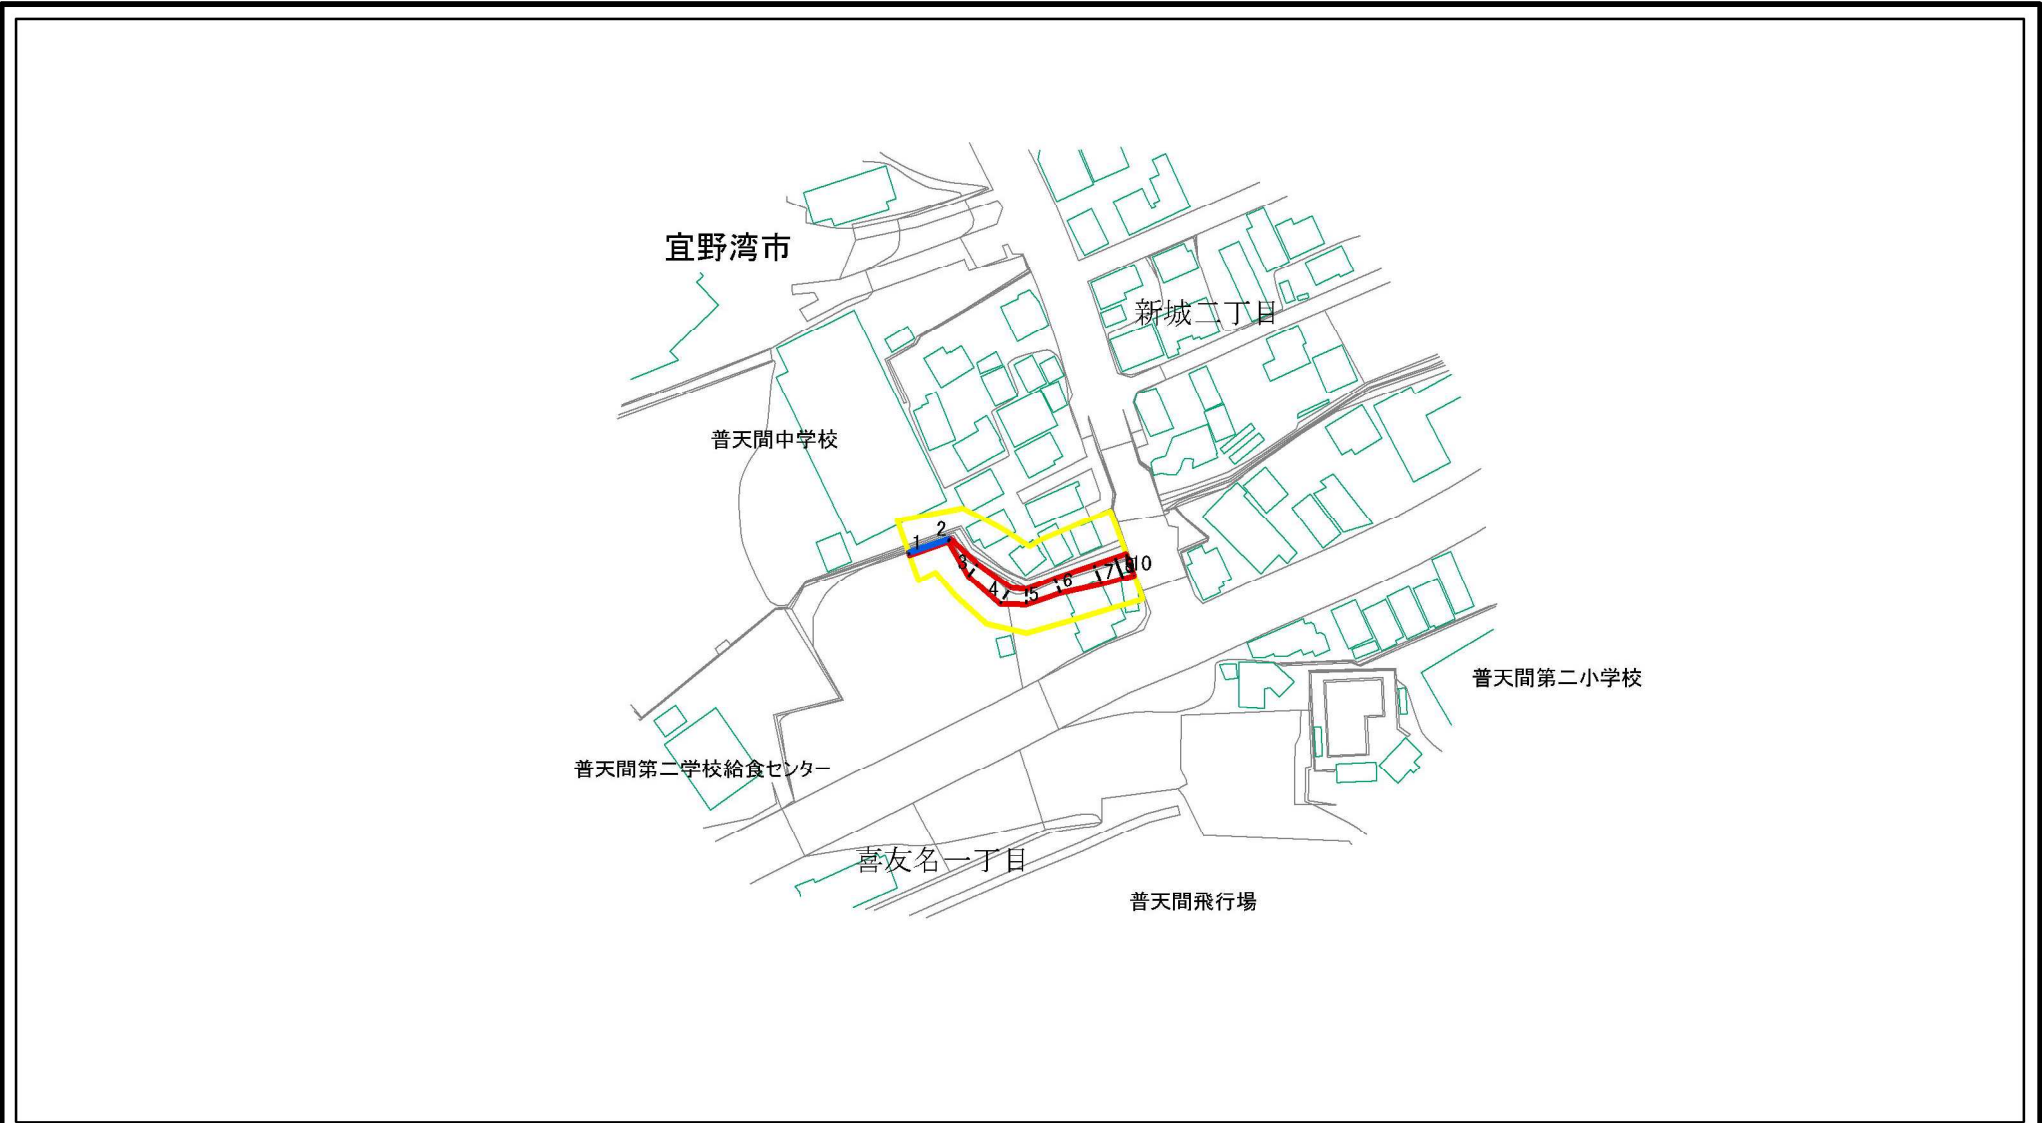 宜野湾市
新城二丁目
普天間中学校
1
2
3
4
5
6
7
10
普天間第二小学校
普天間第二学校給食センター
喜友名一丁目
普天間飛行場